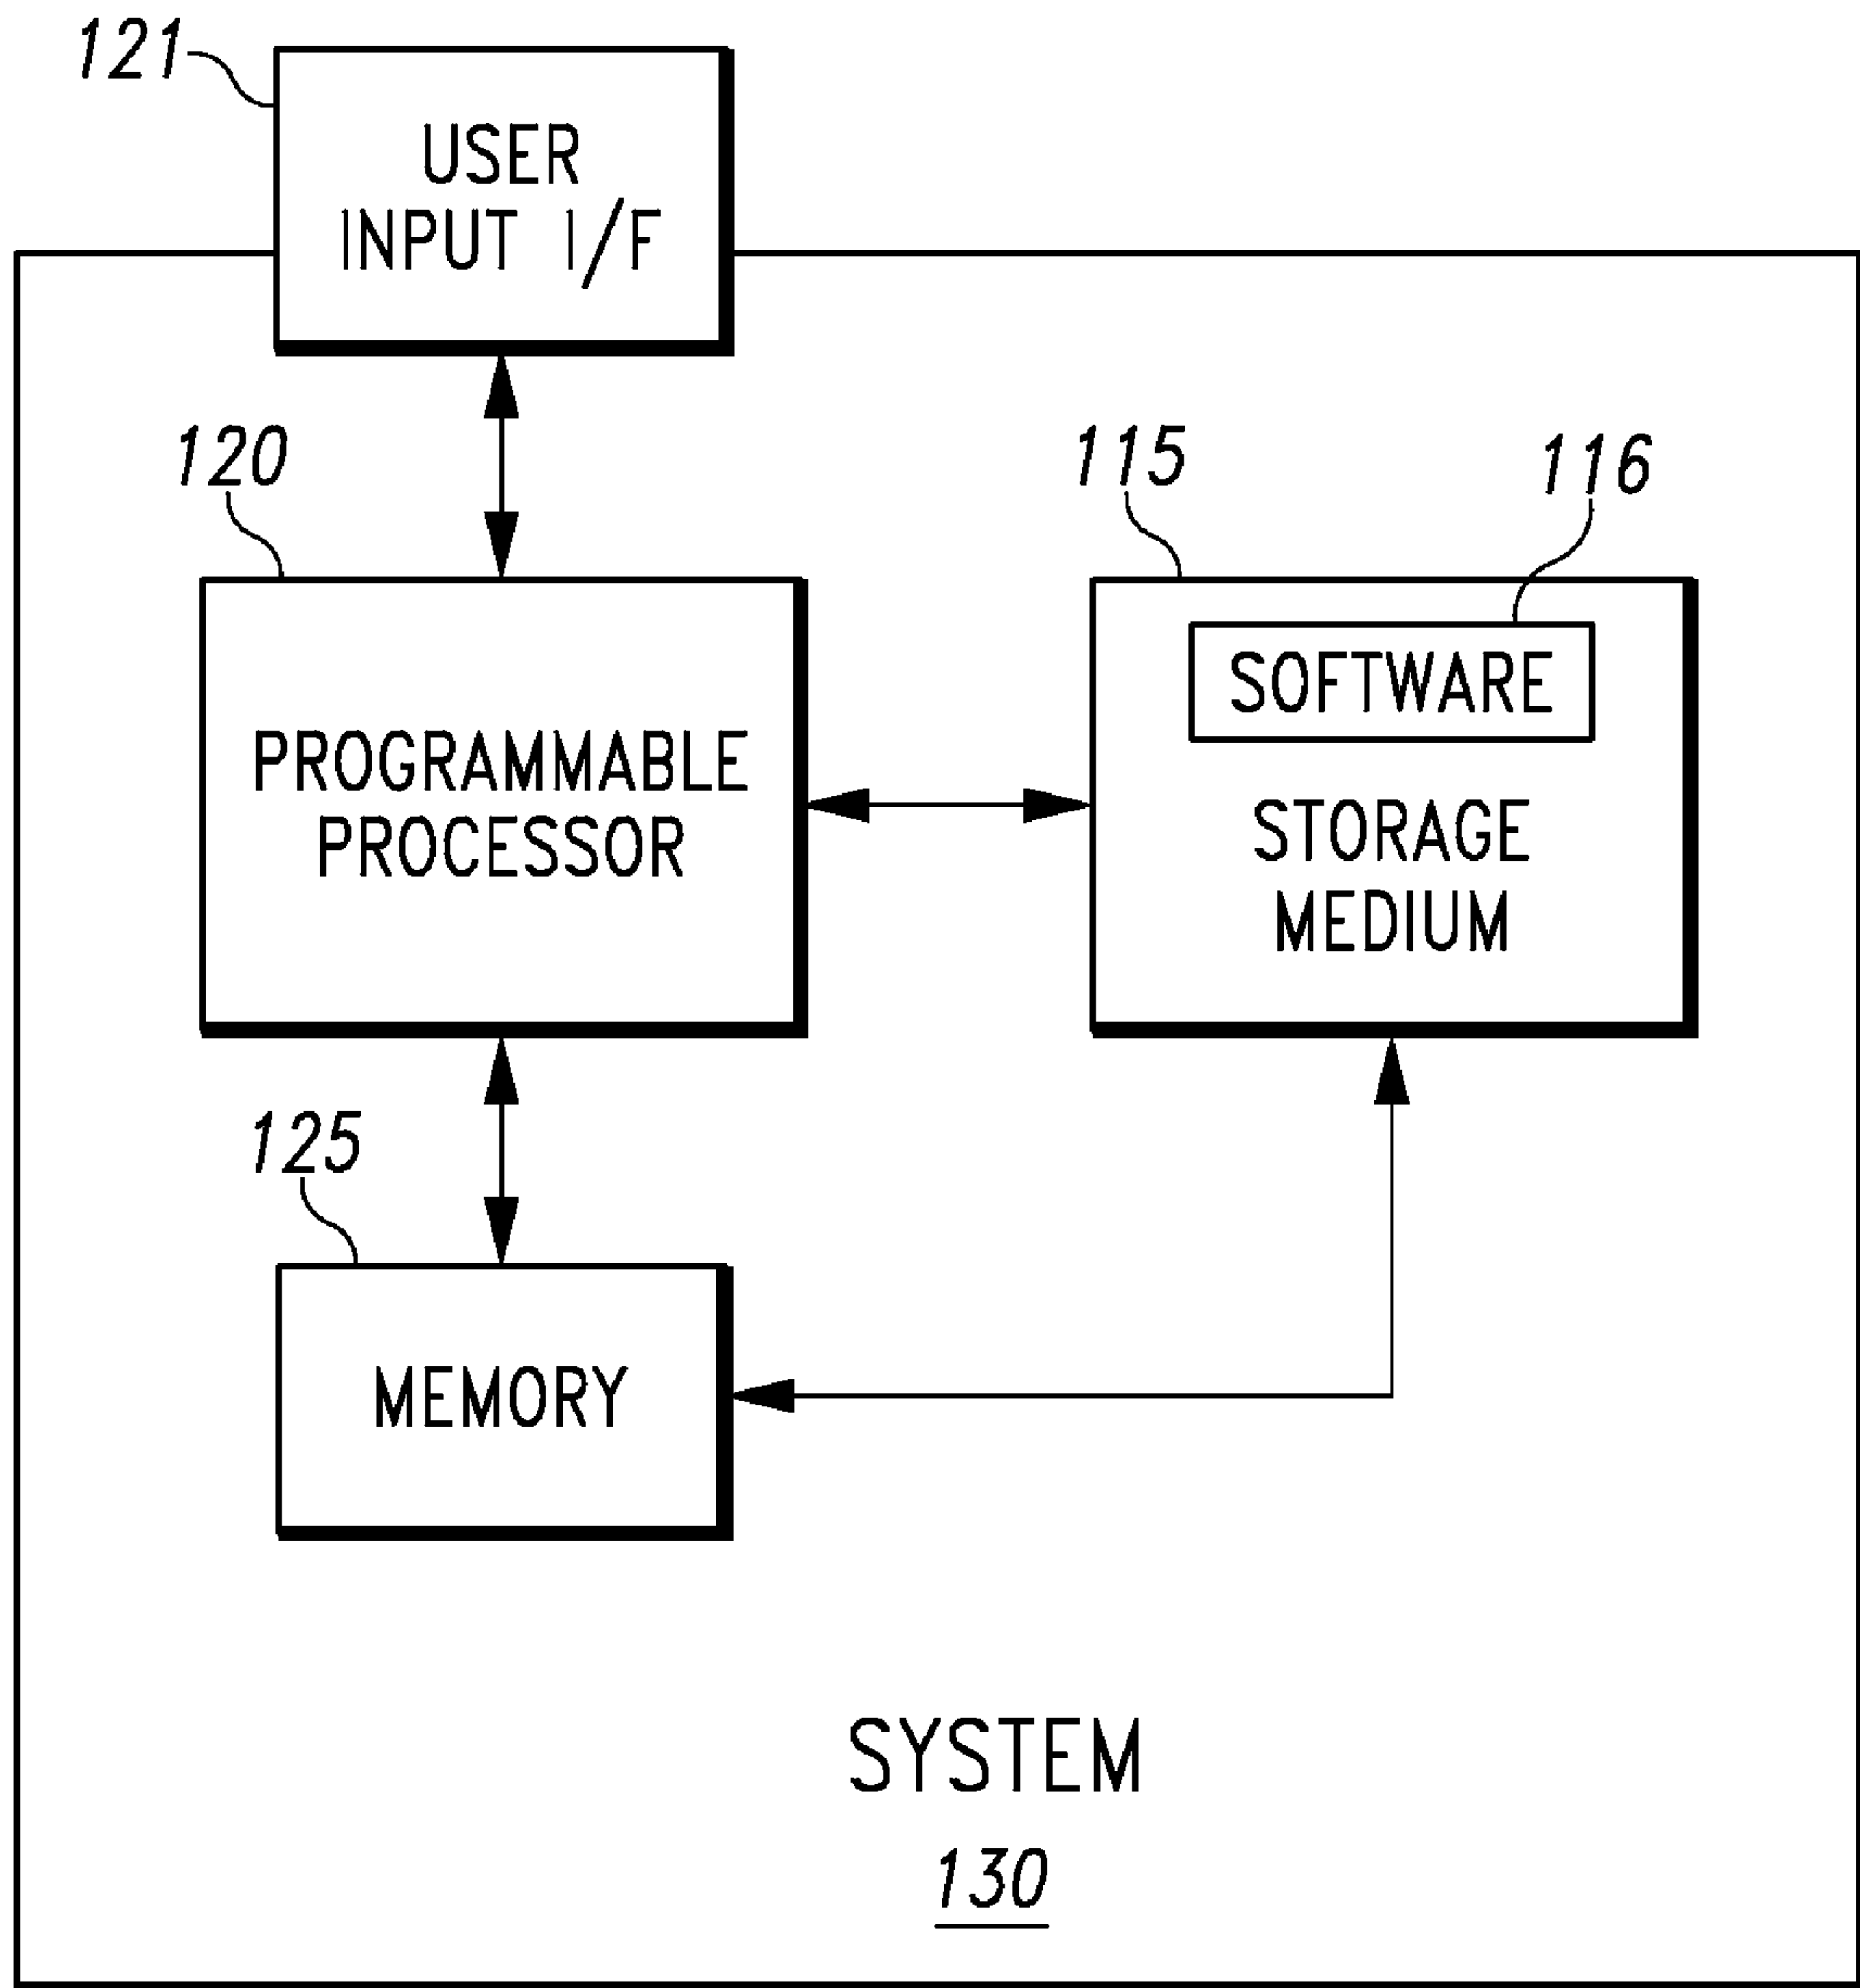 121
USER
INPUT I/F
120
115
116
SOFTWARE
PROGRAMMABLE
PROCESSOR
STORAGE
MEDIUM
125
MEMORY
SYSTEM
130